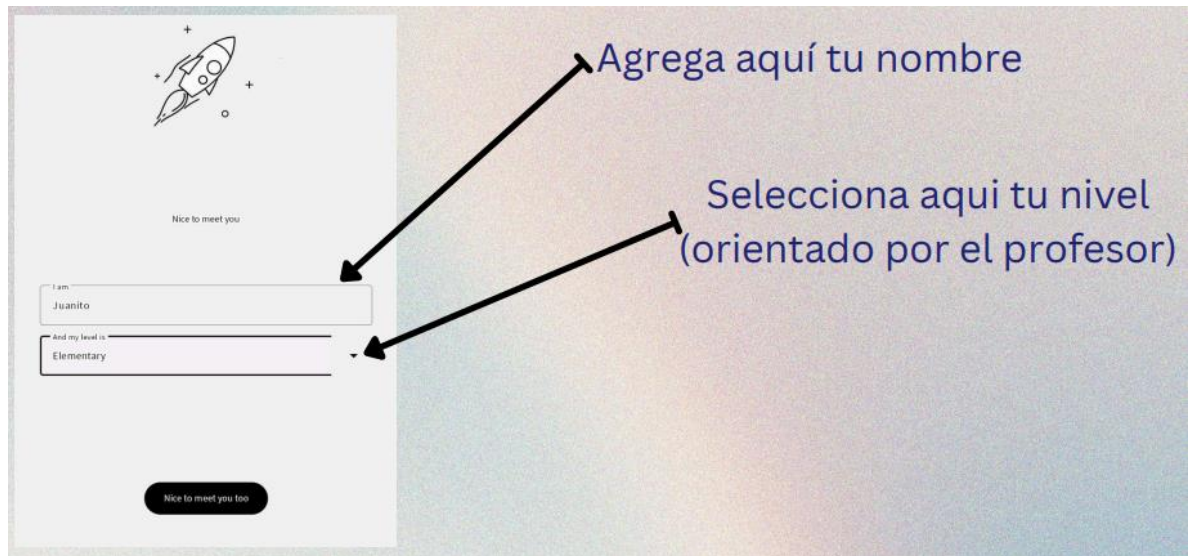 Agrega aquí tu nombre
Selecciona aqui tu nivel
(orientado por el profesor)
Nice to meet you
I am
Juanito
And my level is
Elementary
Nice to meet you too